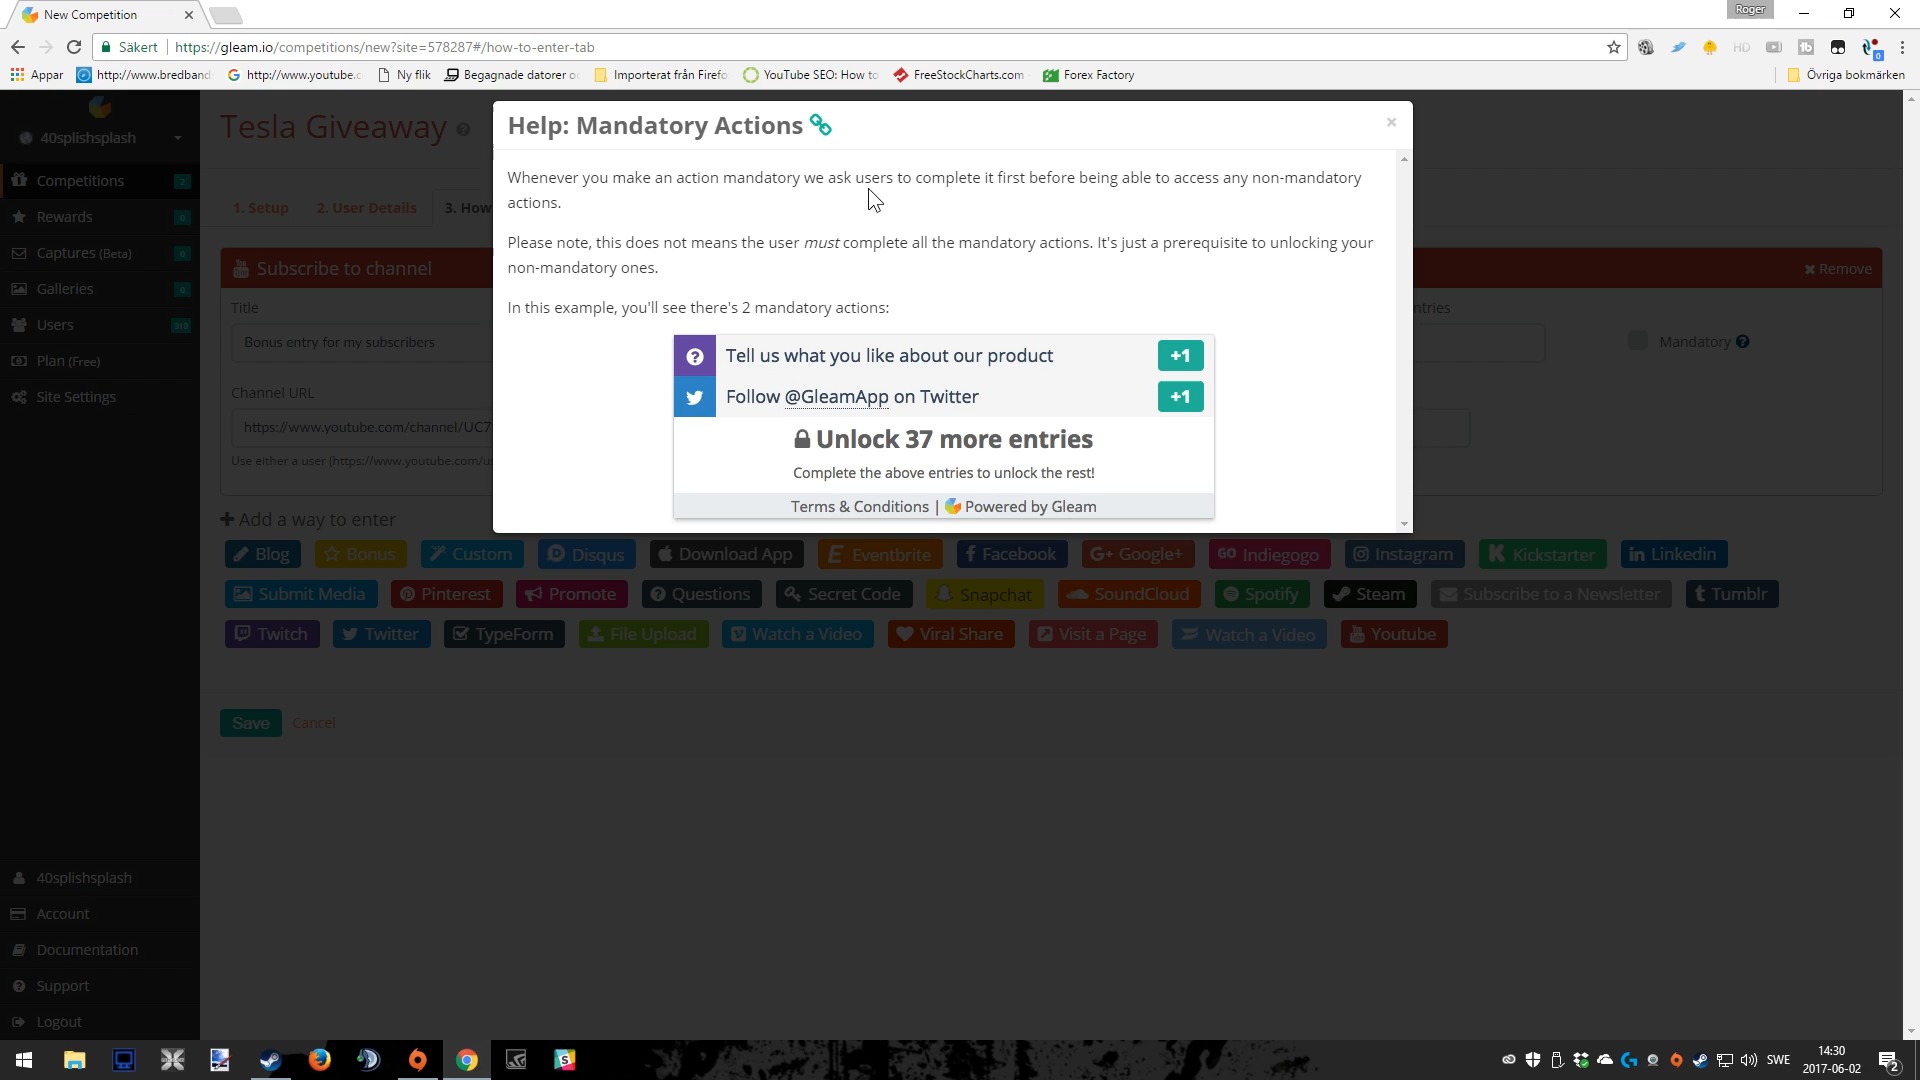 New Competition
Roger
Säkert
https://gleam.io/competitions/new?site=578287#/how-to-enter-tab
Appar
http://www.bredband
http://www.youtube.c
Ny flik
Begagnade datorer o
Importerat från Firefo
YouTube SEO: How to
FreeStockCharts.com
Forex Factory
Övriga bokmärken
40splishsplash
Competitions 2
Rewards 0
Captures (Beta) 0
Galleries 0
Users 310
Plan (Free)
Site Settings
Tesla Giveaway
1. Setup
2. User Details
3. How
Subscribe to channel
Remove
Title
Bonus entry for my subscribers
ntries
Mandatory
Channel URL
https://www.youtube.com/channel/UC7
Use either a user (https://www.youtube.com/us
Help: Mandatory Actions
×
Whenever you make an action mandatory we ask users to complete it first before being able to access any non-mandatory
actions.
Please note, this does not means the user must complete all the mandatory actions. It's just a prerequisite to unlocking your
non-mandatory ones.
In this example, you'll see there's 2 mandatory actions:
Tell us what you like about our product +1
Follow @GleamApp on Twitter +1
Unlock 37 more entries
Complete the above entries to unlock the rest!
Terms & Conditions | Powered by Gleam
Add a way to enter
Blog Bonus Custom Disqus Download App Eventbrite Facebook Google+ Indiegogo Instagram Kickstarter Linkedin
Submit Media Pinterest Promote Questions Secret Code Snapchat SoundCloud Spotify Steam Subscribe to a Newsletter Tumblr
Twitch Twitter TypeForm File Upload Watch a Video Viral Share Visit a Page Watch a Video Youtube
Save Cancel
40splishsplash
Account
Documentation
Support
Logout
SWE
14:30
2017-06-02
2